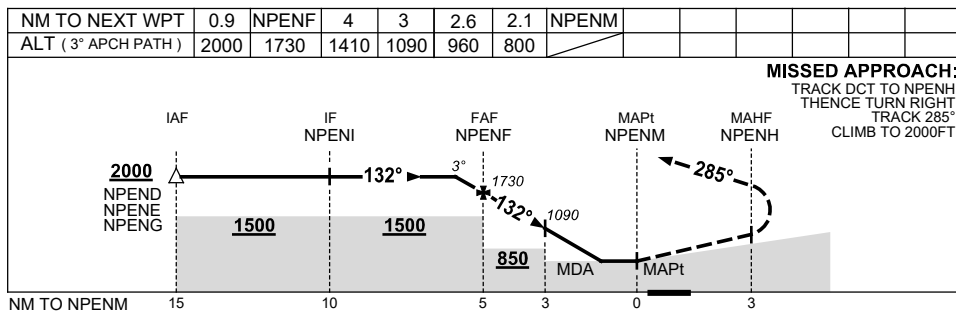 NM TO NEXT WPT 0.9 NPENF 4 3 2.6 2.1 NPENM
ALT ( 3° APCH PATH ) 2000 1730 1410 1090 960 800
MISSED APPROACH:
TRACK DCT TO NPENH
THENCE TURN RIGHT
TRACK 285°
CLIMB TO 2000FT
IAF
IF
NPENI
FAF
NPENF
MAPt
NPENM
MAHF
NPENH
2000
NPEND
NPENE
NPENG
132°
3°
1730
132°
1090
285°
1500
1500
850
MDA
MAPt
NM TO NPENM 15 10 5 3 0 3